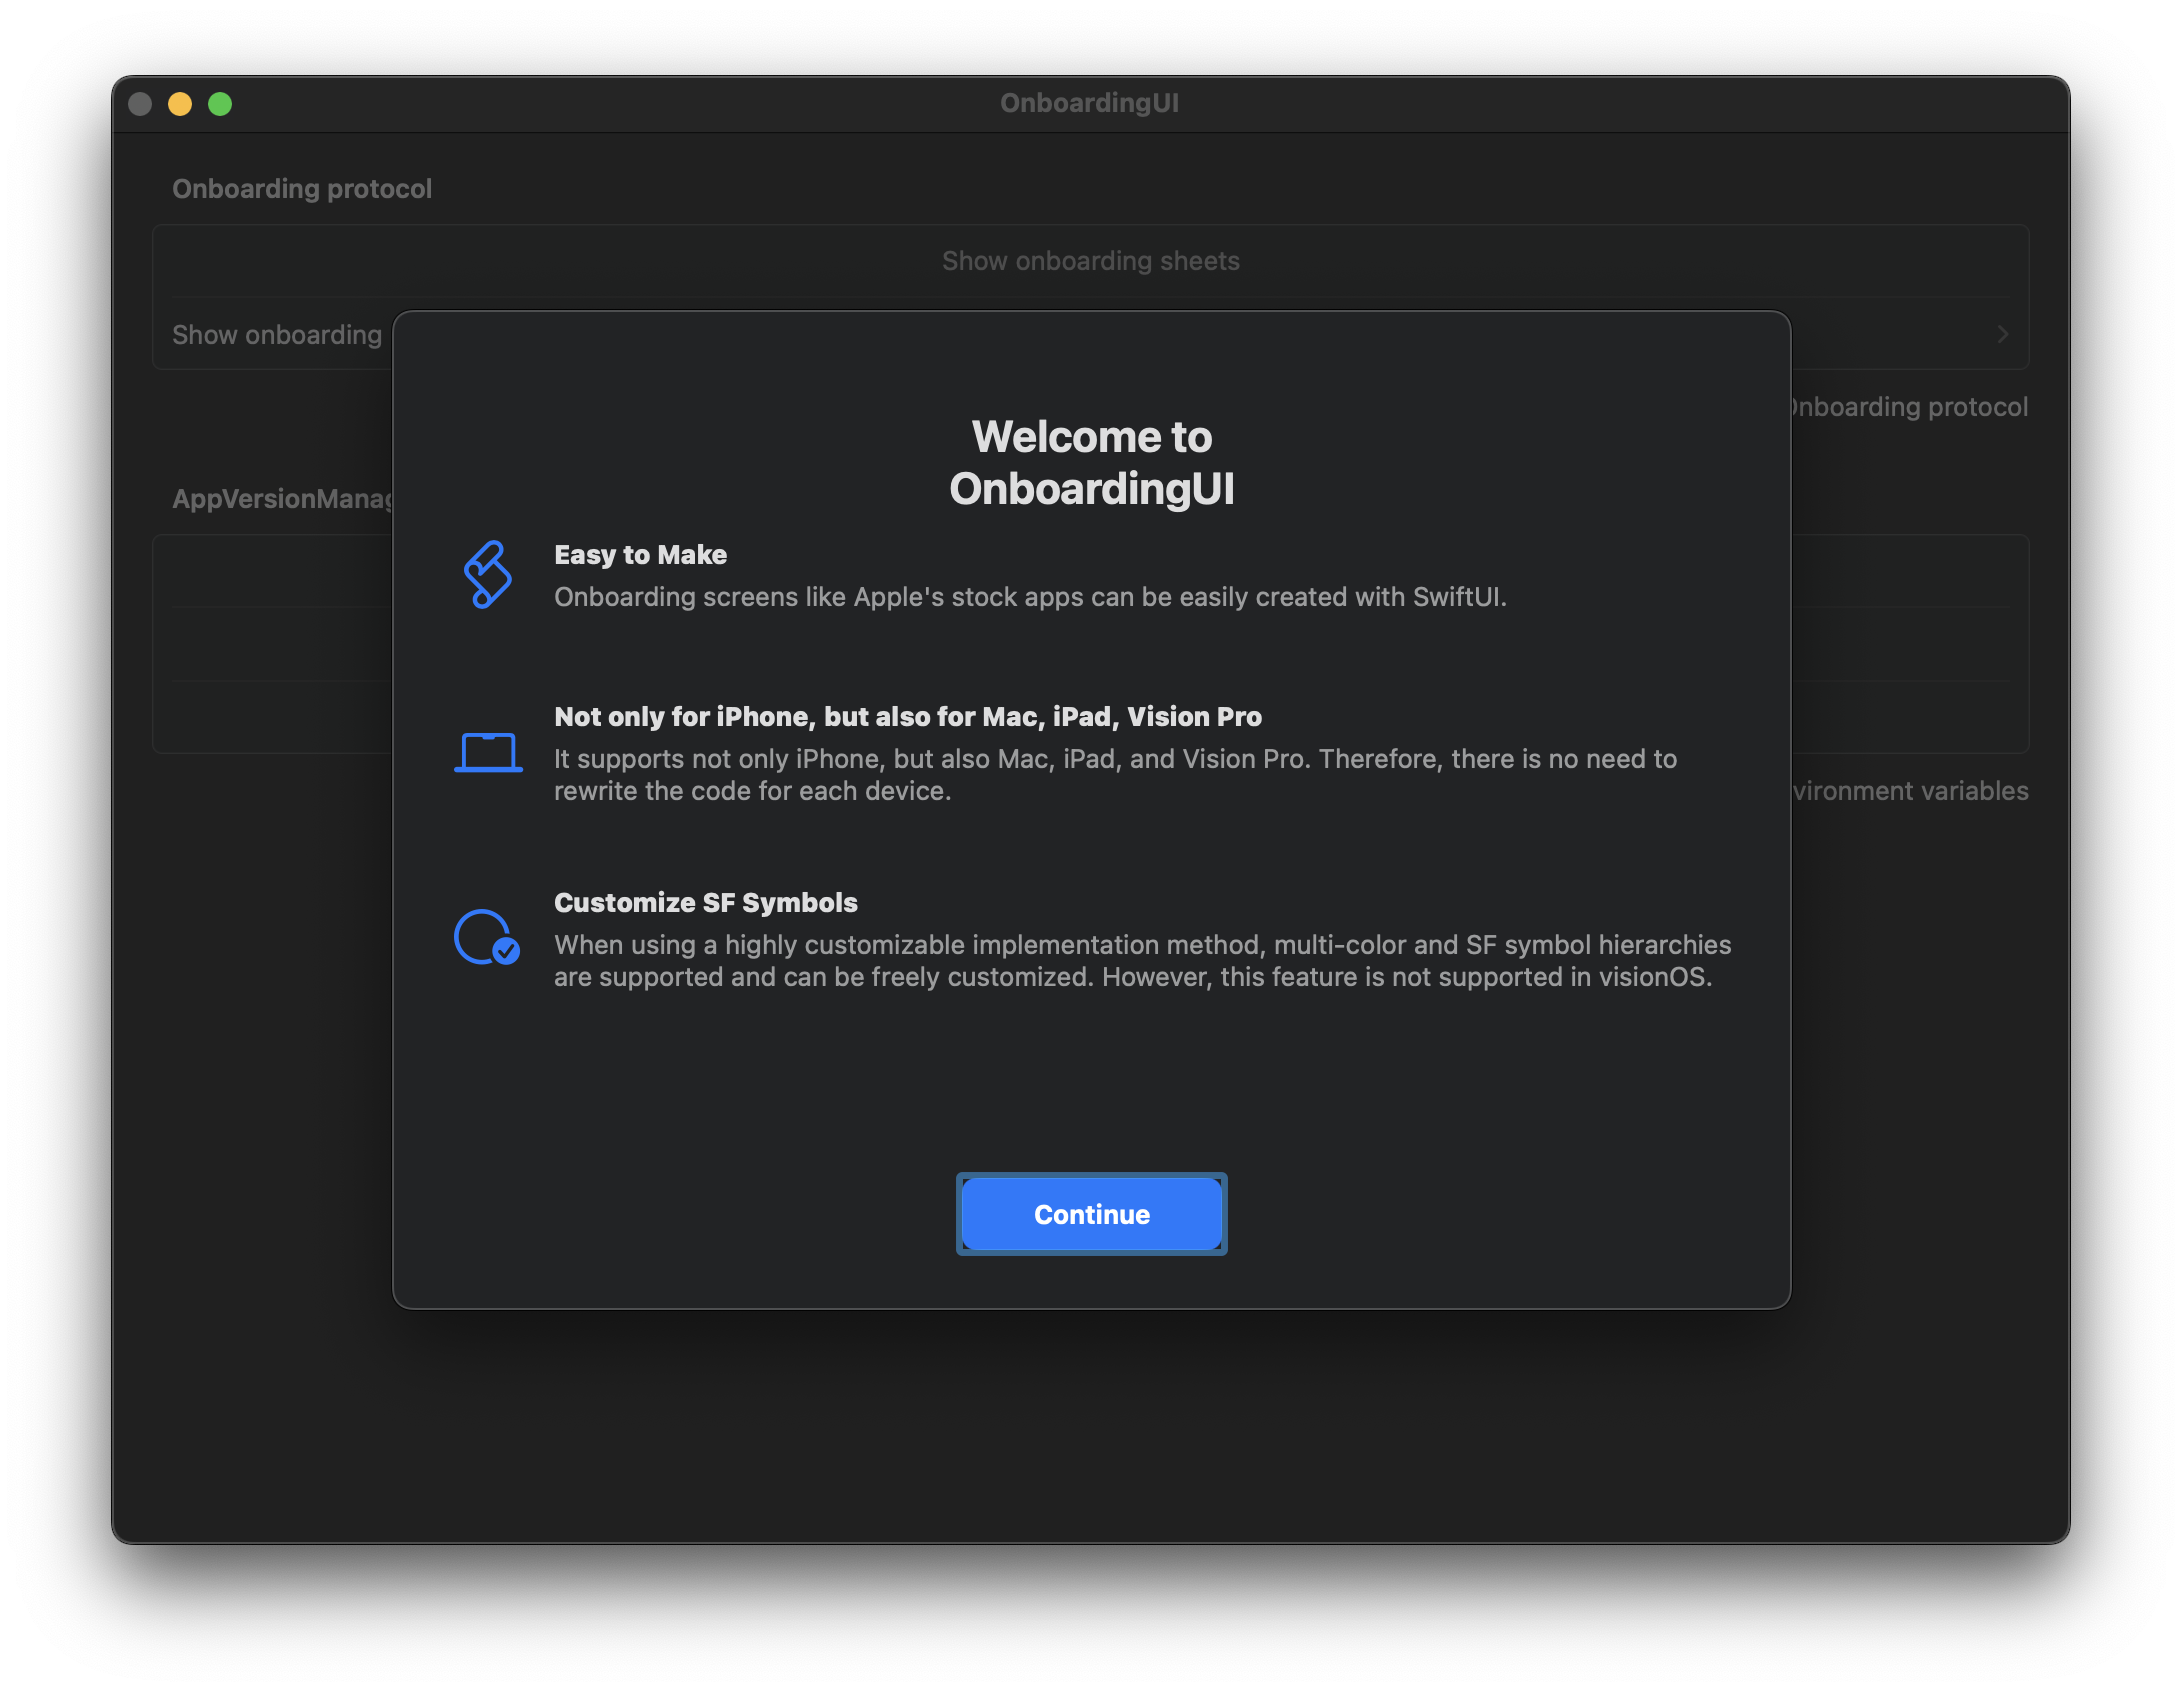 OnboardingUI
Onboarding protocol
Show onboarding sheets
Show onboarding
protocol
Welcome to
OnboardingUI
Easy to Make
Onboarding screens like Apple's stock apps can be easily created with SwiftUI.
Not only for iPhone, but also for Mac, iPad, Vision Pro
It supports not only iPhone, but also Mac, iPad, and Vision Pro. Therefore, there is no need to
rewrite the code for each device.
variables
Customize SF Symbols
When using a highly customizable implementation method, multi-color and SF symbol hierarchies
are supported and can be freely customized. However, this feature is not supported in visionOS.
Continue